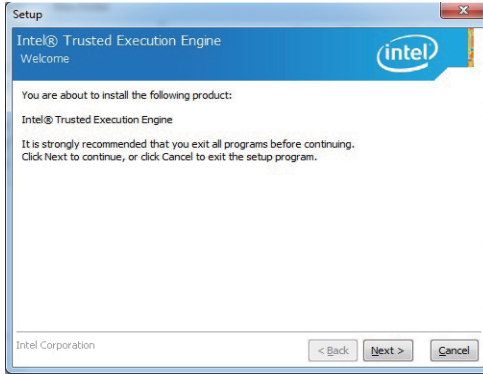 Setup
Intel® Trusted Execution Engine
Welcome
intel
You are about to install the following product:
Intel® Trusted Execution Engine
It is strongly recommended that you exit all programs before continuing.
Click Next to continue, or click Cancel to exit the setup program.
Intel Corporation
< Back
Next >
Cancel